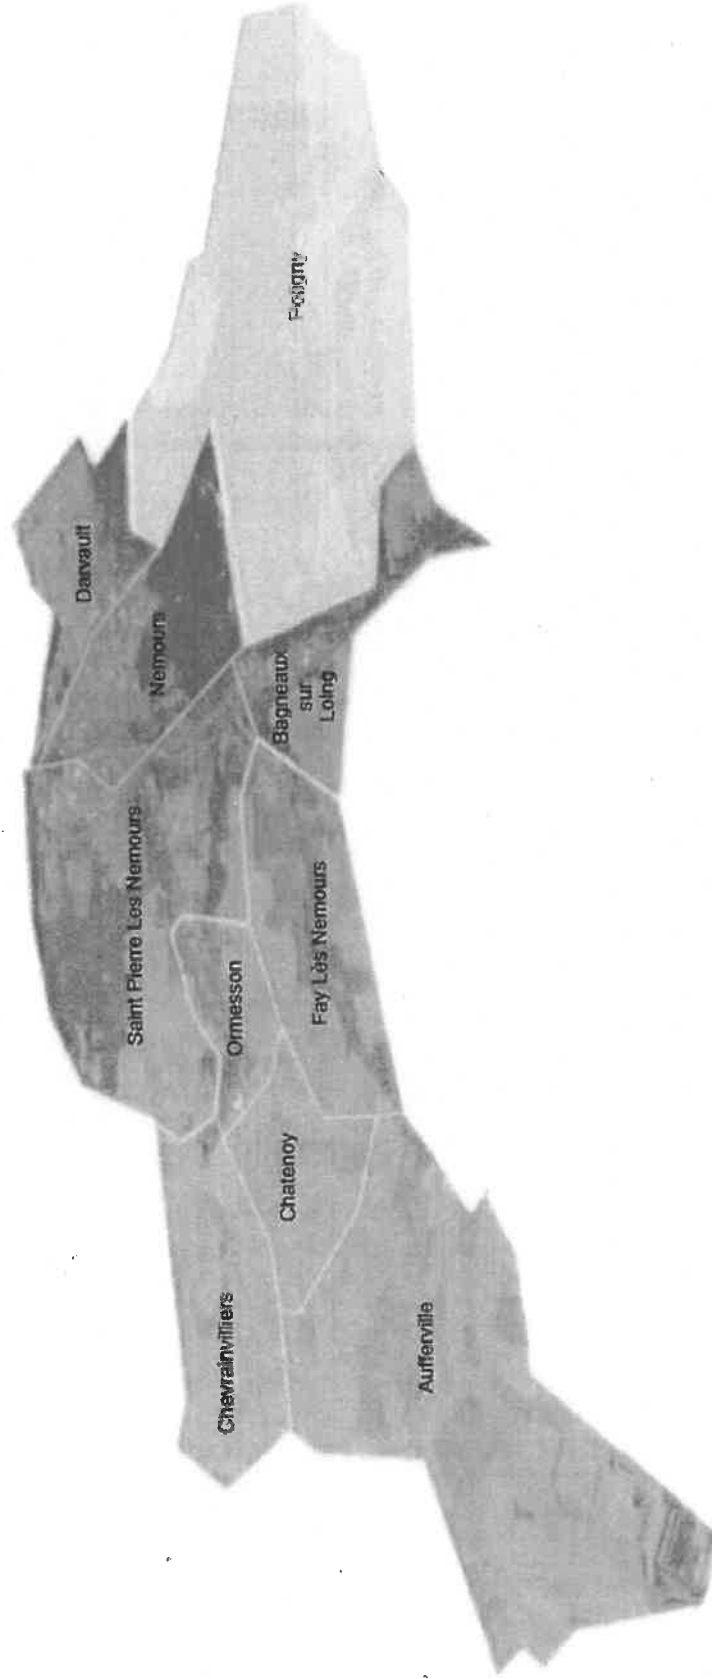 Darvault
Saint Pierre Les Nemours
Nemours
Chevrainvilliers
Ormesson
Bagneaux
sur
Loing
Chatenoy
Poligny
Fay Lès Nemours
Aufferville